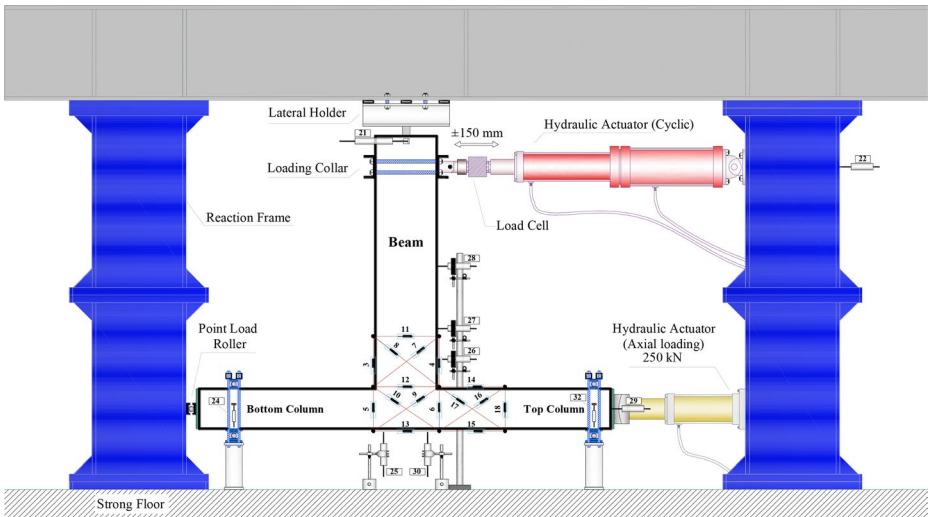 Lateral Holder
21
±150 mm
Hydraulic Actuator (Cyclic)
Loading Collar
22
Load Cell
Reaction Frame
Beam
28
27
26
11
8
7
3
4
Point Load
Roller
Hydraulic Actuator
(Axial loading)
250 kN
12
14
24
Bottom Column
5
10
9
6
17
16
18
Top Column
32
29
13
15
25
30
Strong Floor